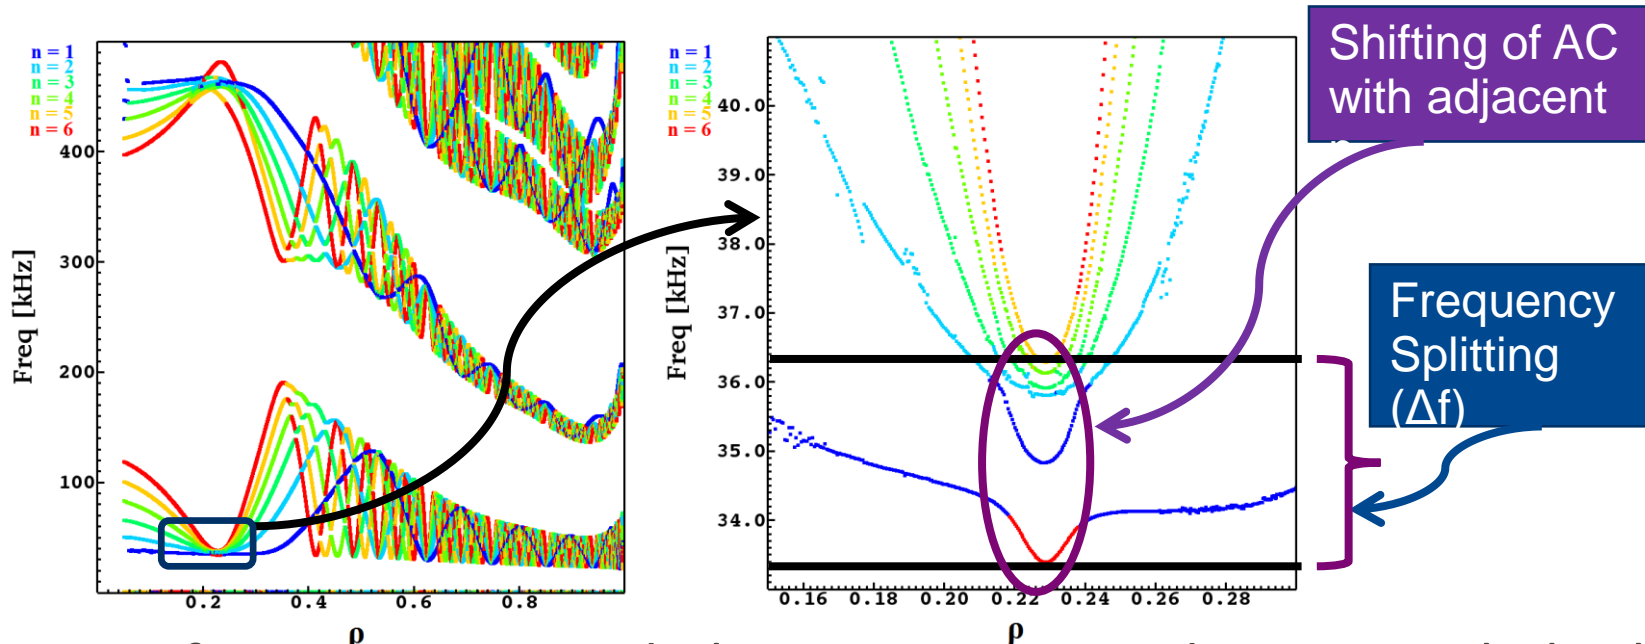 n = 1
n = 2
n = 3
n = 4
n = 5
n = 6
400
300
200
100
Freq [kHz]
0.2 0.4 0.6 0.8
ρ
n = 1
n = 2
n = 3
n = 4
n = 5
n = 6
40.0
39.0
38.0
37.0
36.0
35.0
34.0
Freq [kHz]
0.16 0.18 0.20 0.22 0.24 0.26 0.28
ρ
Shifting of AC
with adjacent
Frequency
Splitting
(Δf)